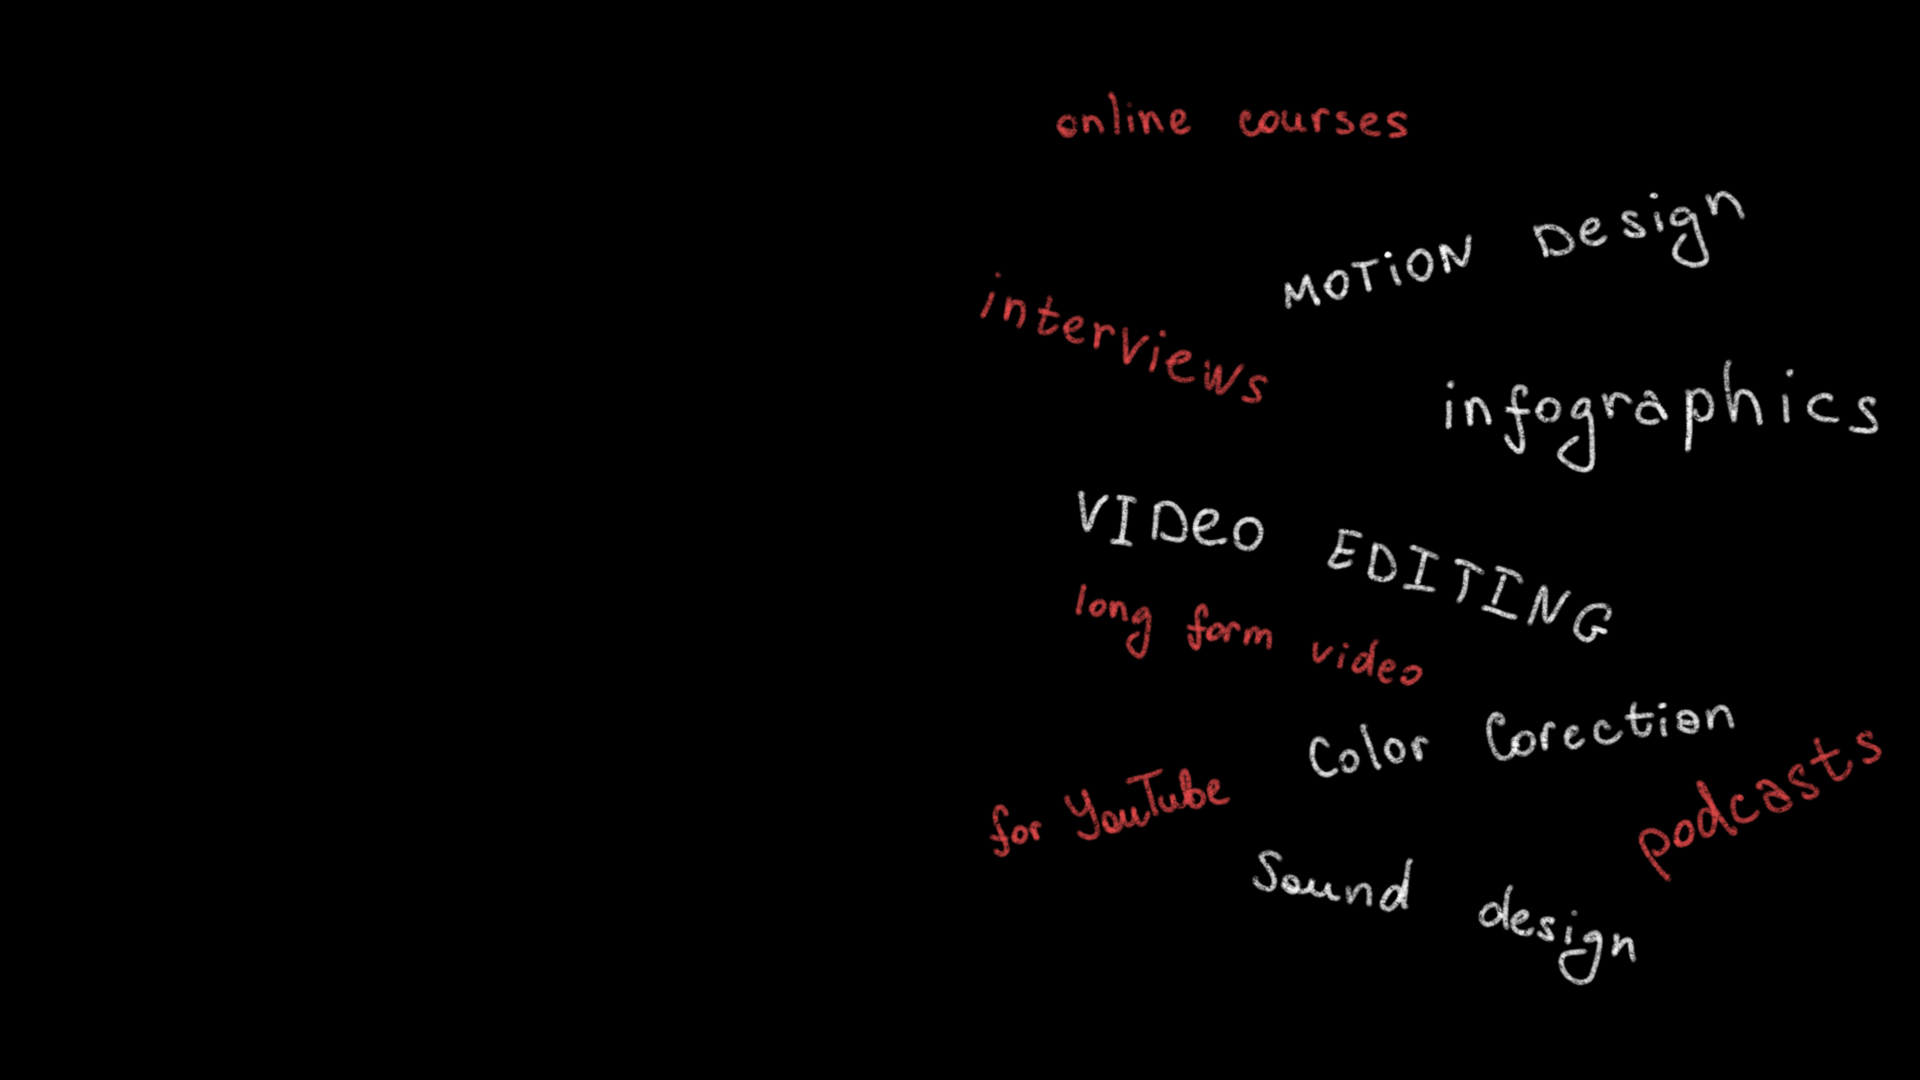 online courses
MOTiON Design
interviews
infographics
VIDeo EDITING
long form video
Color Corection
for YouTube
podcasts
Sound design